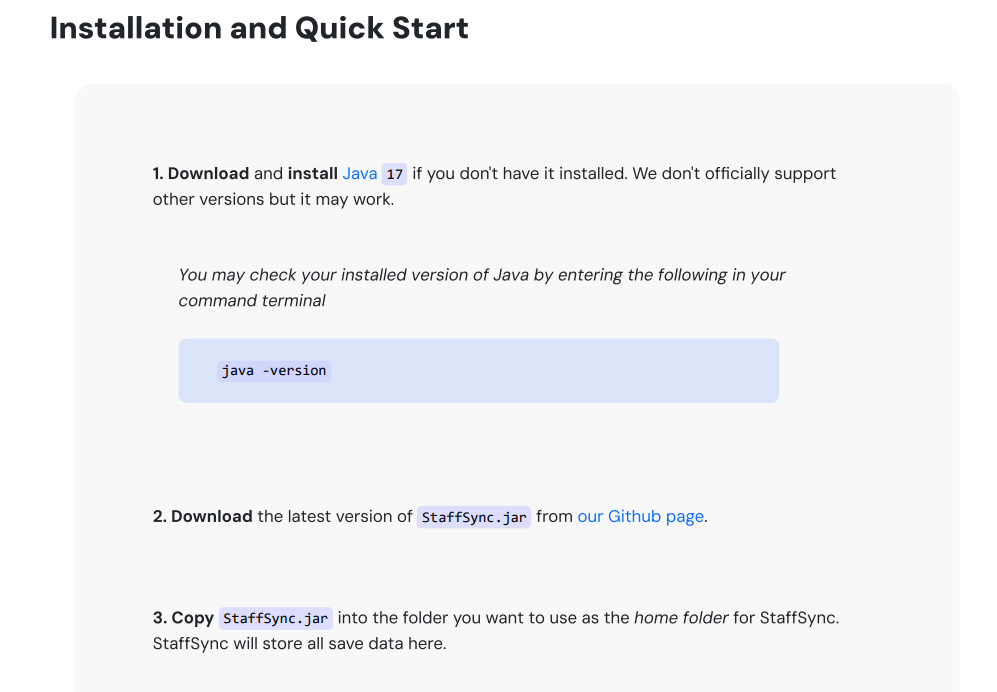 Installation and Quick Start
1. Download and install Java 17 if you don't have it installed. We don't officially support
other versions but it may work.
You may check your installed version of Java by entering the following in your
command terminal
java -version
2. Download the latest version of StaffSync.jar from our Github page.
3. Copy StaffSync.jar into the folder you want to use as the home folder for StaffSync.
StaffSync will store all save data here.